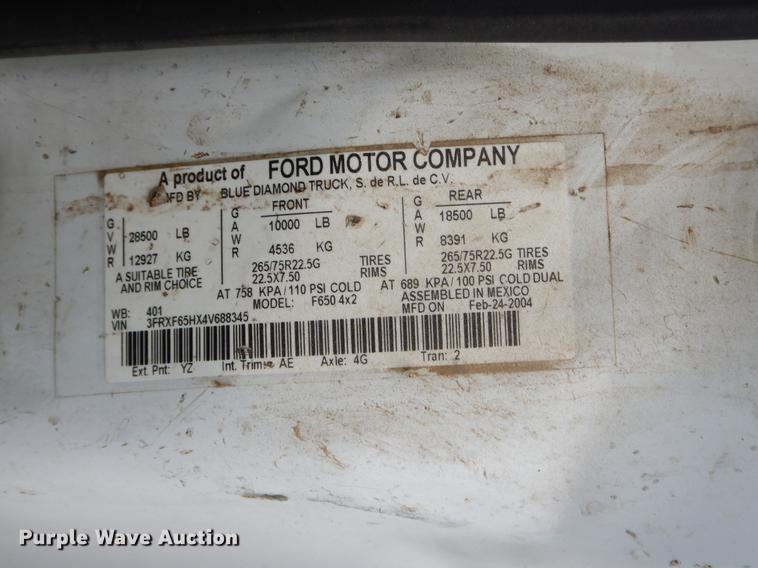 A product of FORD MOTOR COMPANY
MFD BY BLUE DIAMOND TRUCK, S. de R.L. de C.V.
GVWR 28500 LB 12927 KG
A SUITABLE TIRE
AND RIM CHOICE
GAWR FRONT 10000 LB 4536 KG
265/75R22.5G TIRES
22.5X7.50 RIMS
AT 758 KPA/110 PSI COLD
GAWR REAR 18500 LB 8391 KG
265/75R22.5G TIRES
22.5X7.50 RIMS
AT 689 KPA/100 PSI COLD DUAL
MODEL: F650 4x2
ASSEMBLED IN MEXICO
MFD ON Feb-24-2004
WB: 401
VIN 3FRXF65HX4V688345
Ext. Pnt: YZ Int. Trim: AE Axle: 4G Tran: 2
Purple Wave Auction